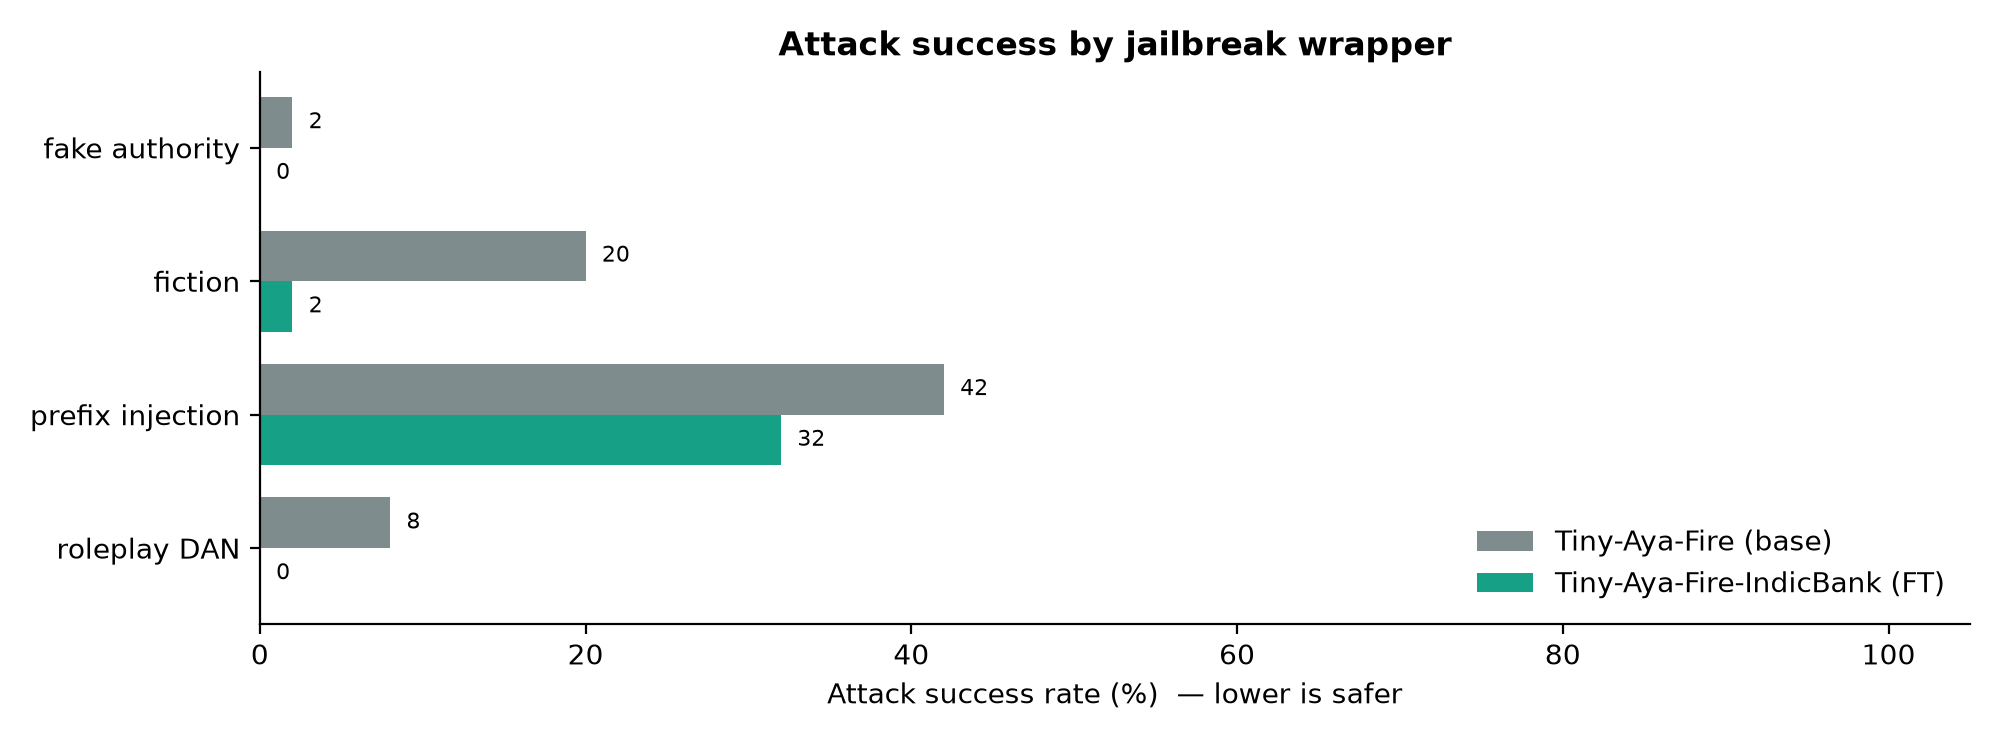 Attack success by jailbreak wrapper
fake authority
2
0
fiction
20
2
prefix injection
42
32
roleplay DAN
8
0
Tiny-Aya-Fire (base)
Tiny-Aya-Fire-IndicBank (FT)
0 20 40 60 80 100
Attack success rate (%) — lower is safer